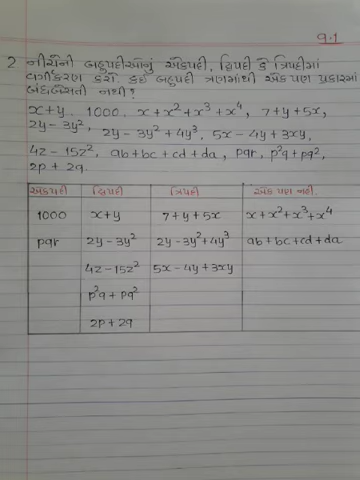 9.1
2 નીચેની બહુપદીઓનું એકપદી, દ્વિપદી કે ત્રિપદીમાં
વર્ગીકરણ કરો. કઈ બહુપદી ત્રણમાંથી એક પણ પ્રકારમાં
બંધબેસતી નથી?
x+y, 1000, x+x²+x³+x⁴, 7+y+5x,
2y-3y², 2y-3y²+4y³, 5x-4y+3xy,
4z-15z², ab+bc+cd+da, pqr, p²q+pq²,
2p+2q.
એકપદી દ્વિપદી ત્રિપદી એક પણ નહીં.
1000 x+y 7+y+5x x+x²+x³+x⁴
pqr 2y-3y² 2y-3y²+4y³ ab+bc+cd+da
4z-15z² 5x-4y+3xy
p²q+pq²
2p+2q